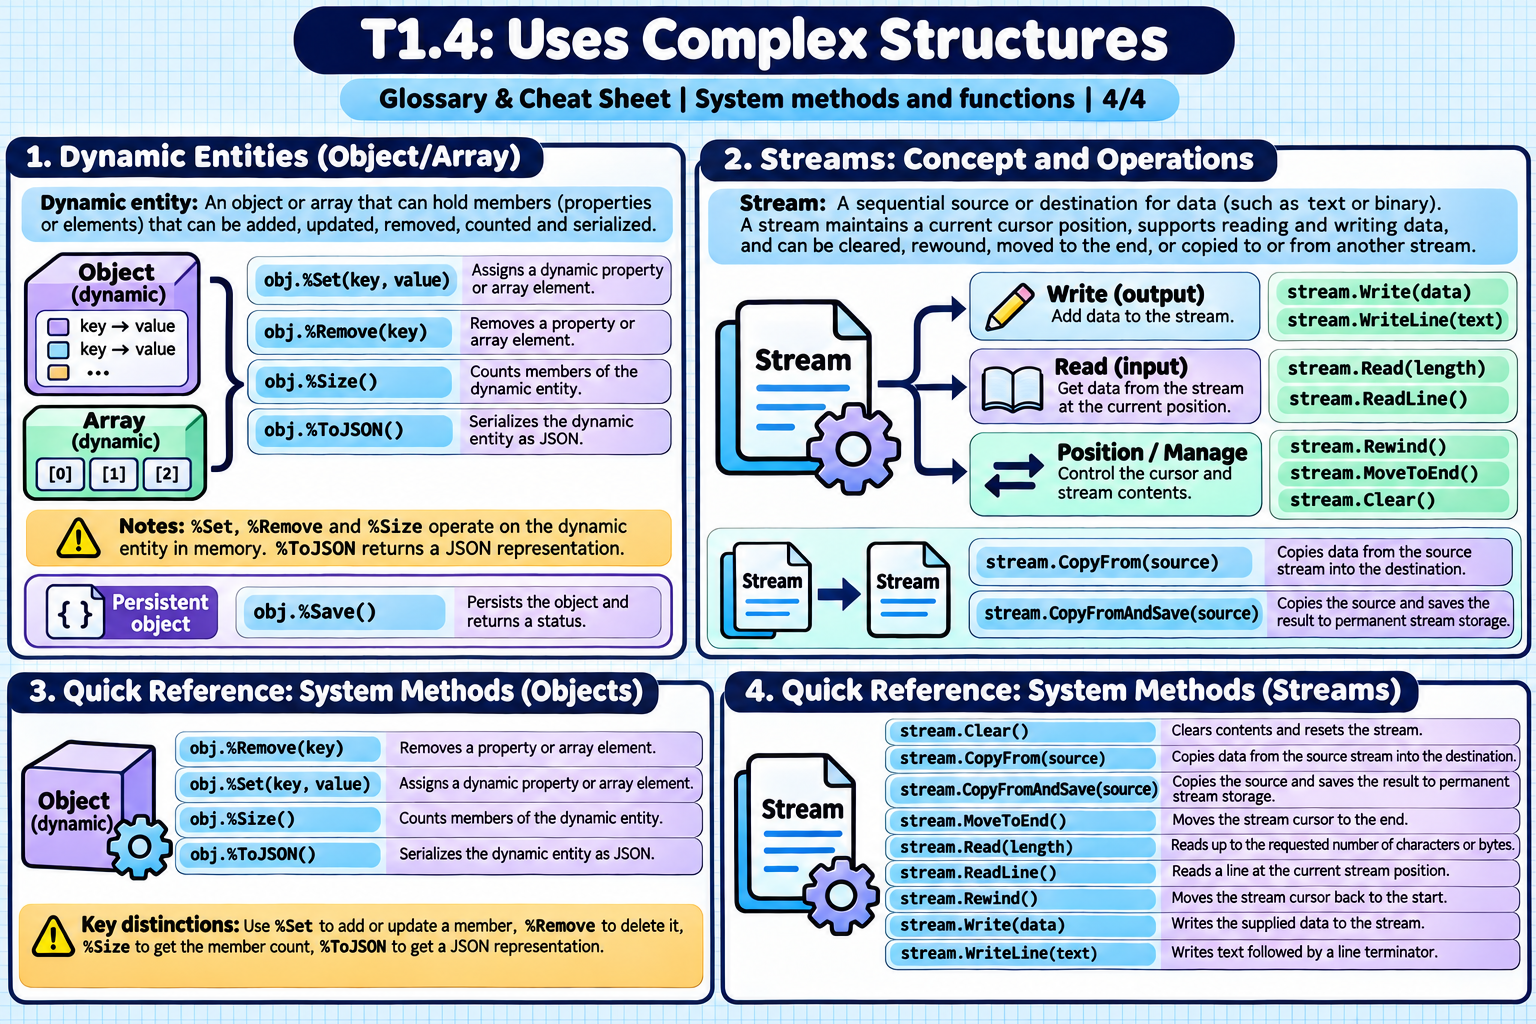 T1.4: Uses Complex Structures
Glossary & Cheat Sheet | System methods and functions | 4/4
1. Dynamic Entities (Object/Array)
Dynamic entity: An object or array that can hold members (properties
or elements) that can be added, updated, removed, counted and serialized.
Object
(dynamic)
key → value
key → value
...
Array
(dynamic)
[0] [1] [2]
obj.%Set(key, value)
Assigns a dynamic property
or array element.
obj.%Remove(key)
Removes a property or
array element.
obj.%Size()
Counts members of the
dynamic entity.
obj.%ToJSON()
Serializes the dynamic
entity as JSON.
Notes: %Set, %Remove and %Size operate on the dynamic
entity in memory. %ToJSON returns a JSON representation.
{ }
Persistent
object
obj.%Save()
Persists the object and
returns a status.
2. Streams: Concept and Operations
Stream: A sequential source or destination for data (such as text or binary).
A stream maintains a current cursor position, supports reading and writing data,
and can be cleared, rewound, moved to the end, or copied to or from another stream.
Stream
Write (output)
Add data to the stream.
stream.Write(data)
stream.WriteLine(text)
Read (input)
Get data from the stream
at the current position.
stream.Read(length)
stream.ReadLine()
Position / Manage
Control the cursor and
stream contents.
stream.Rewind()
stream.MoveToEnd()
stream.Clear()
Stream
Stream
stream.CopyFrom(source)
Copies data from the source
stream into the destination.
stream.CopyFromAndSave(source)
Copies the source and saves the
result to permanent stream storage.
3. Quick Reference: System Methods (Objects)
Object
(dynamic)
obj.%Remove(key)
Removes a property or array element.
obj.%Set(key, value)
Assigns a dynamic property or array element.
obj.%Size()
Counts members of the dynamic entity.
obj.%ToJSON()
Serializes the dynamic entity as JSON.
Key distinctions: Use %Set to add or update a member, %Remove to delete it,
%Size to get the member count, %ToJSON to get a JSON representation.
4. Quick Reference: System Methods (Streams)
Stream
stream.Clear()
Clears contents and resets the stream.
stream.CopyFrom(source)
Copies data from the source stream into the destination.
stream.CopyFromAndSave(source)
Copies the source and saves the result to permanent
stream storage.
stream.MoveToEnd()
Moves the stream cursor to the end.
stream.Read(length)
Reads up to the requested number of characters or bytes.
stream.ReadLine()
Reads a line at the current stream position.
stream.Rewind()
Moves the stream cursor back to the start.
stream.Write(data)
Writes the supplied data to the stream.
stream.WriteLine(text)
Writes text followed by a line terminator.